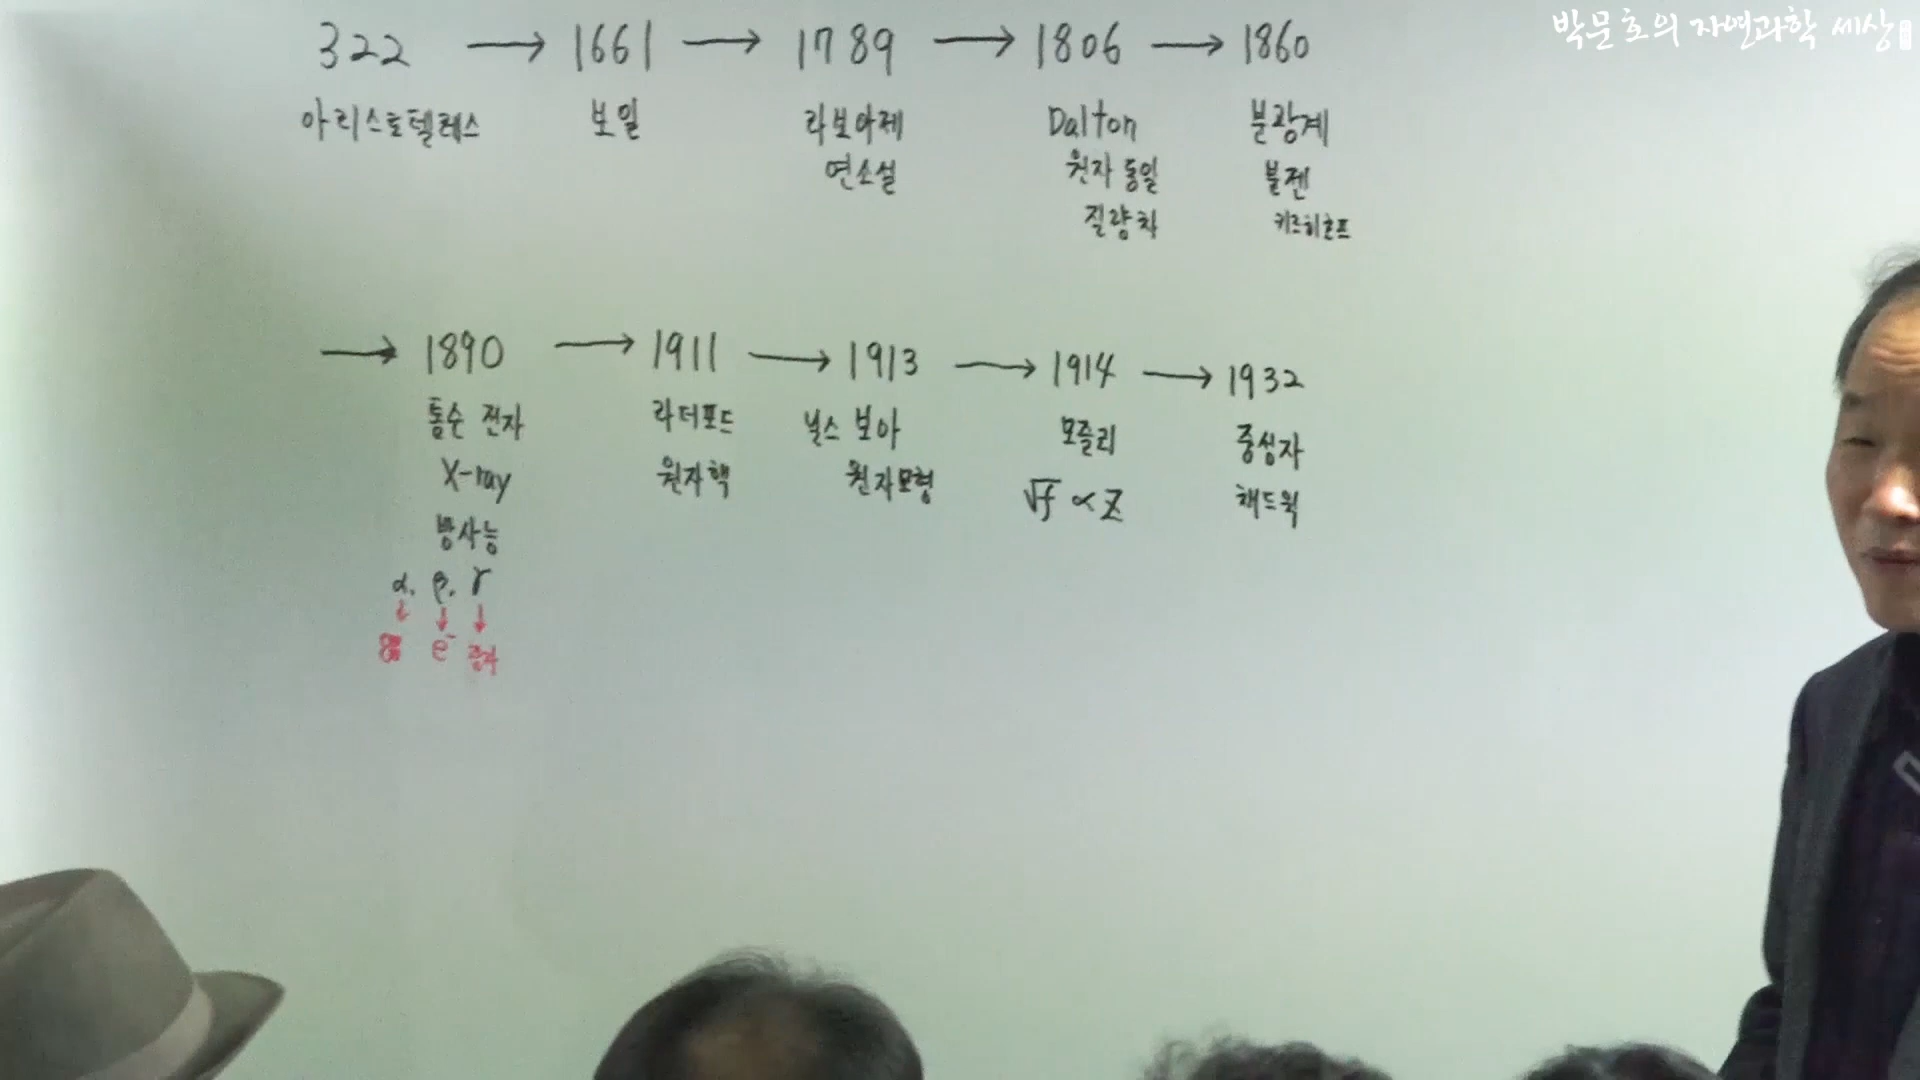 박문호의 자연과학 세상
322 → 1661 → 1789 → 1806 → 1860
아리스토텔레스 보일 라보아제 Dalton 분광계
연소설 원자 동일 분젠
질량차 키르히호프
→ 1890 → 1911 → 1913 → 1914 → 1932
톰슨 전자 라더포드 닐스 보아 모즐리 중성자
X-ray 원자핵 원자모형 √f ∝ Z 채드윅
방사능
α. β. γ
↓ ↓ ↓
e⁻